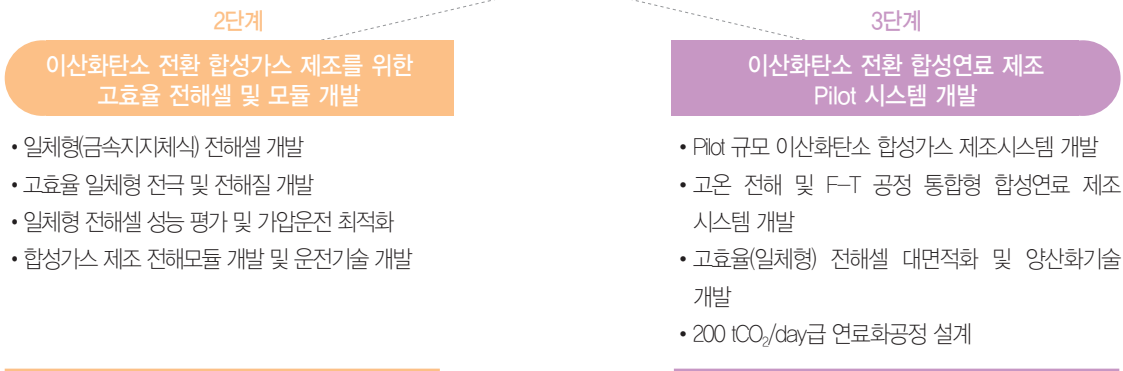 2단계
이산화탄소 전환 합성가스 제조를 위한
고효율 전해셀 및 모듈 개발
• 일체형(금속지지체식) 전해셀 개발
• 고효율 일체형 전극 및 전해질 개발
• 일체형 전해셀 성능 평가 및 가압운전 최적화
• 합성가스 제조 전해모듈 개발 및 운전기술 개발
3단계
이산화탄소 전환 합성연료 제조
Pilot 시스템 개발
• Pilot 규모 이산화탄소 합성가스 제조시스템 개발
• 고온 전해 및 F-T 공정 통합형 합성연료 제조
시스템 개발
• 고효율(일체형) 전해셀 대면적화 및 양산화기술
개발
• 200 tCO₂/day급 연료화공정 설계